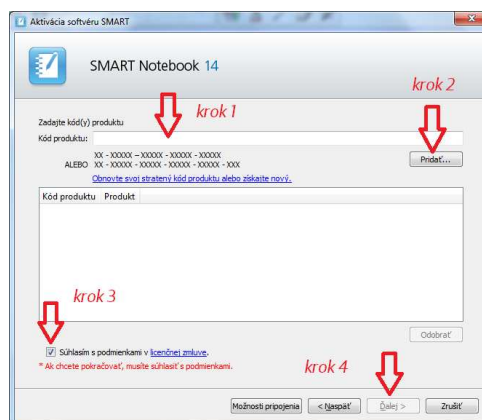 Aktivácia softvéru SMART
SMART Notebook 14
krok 2
krok 1
Zadajte kód(y) produktu
Kód produktu:
XX - XXXXX – XXXXX - XXXXX - XXXXX
ALEBO XX - XXXXX - XXXXX - XXXXX - XXXXX - XXX
Pridať...
Obnovte svoj stratený kód produktu alebo získajte nový.
Kód produktu Produkt
krok 3
Odobrať
Súhlasím s podmienkami v licenčnej zmluve.
* Ak chcete pokračovať, musíte súhlasiť s podmienkami.
krok 4
Možnosti pripojenia < Naspäť Ďalej > Zrušiť